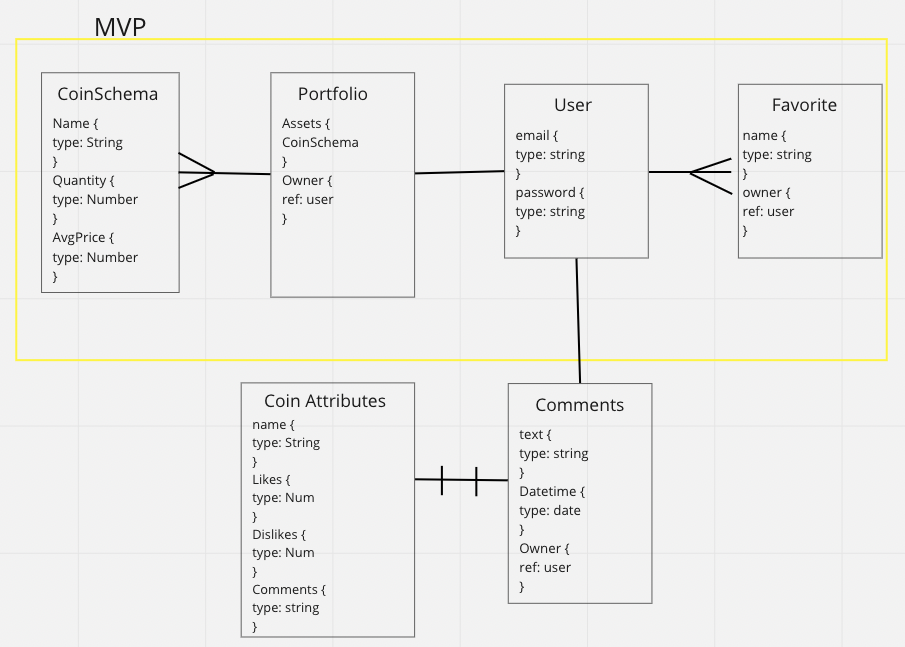 MVP
CoinSchema
Name {
type: String
}
Quantity {
type: Number
}
AvgPrice {
type: Number
}
Portfolio
Assets {
CoinSchema
}
Owner {
ref: user
}
User
email {
type: string
}
password {
type: string
}
Favorite
name {
type: string
}
owner {
ref: user
}
Coin Attributes
name {
type: String
}
Likes {
type: Num
}
Dislikes {
type: Num
}
Comments {
type: string
}
Comments
text {
type: string
}
Datetime {
type: date
}
Owner {
ref: user
}